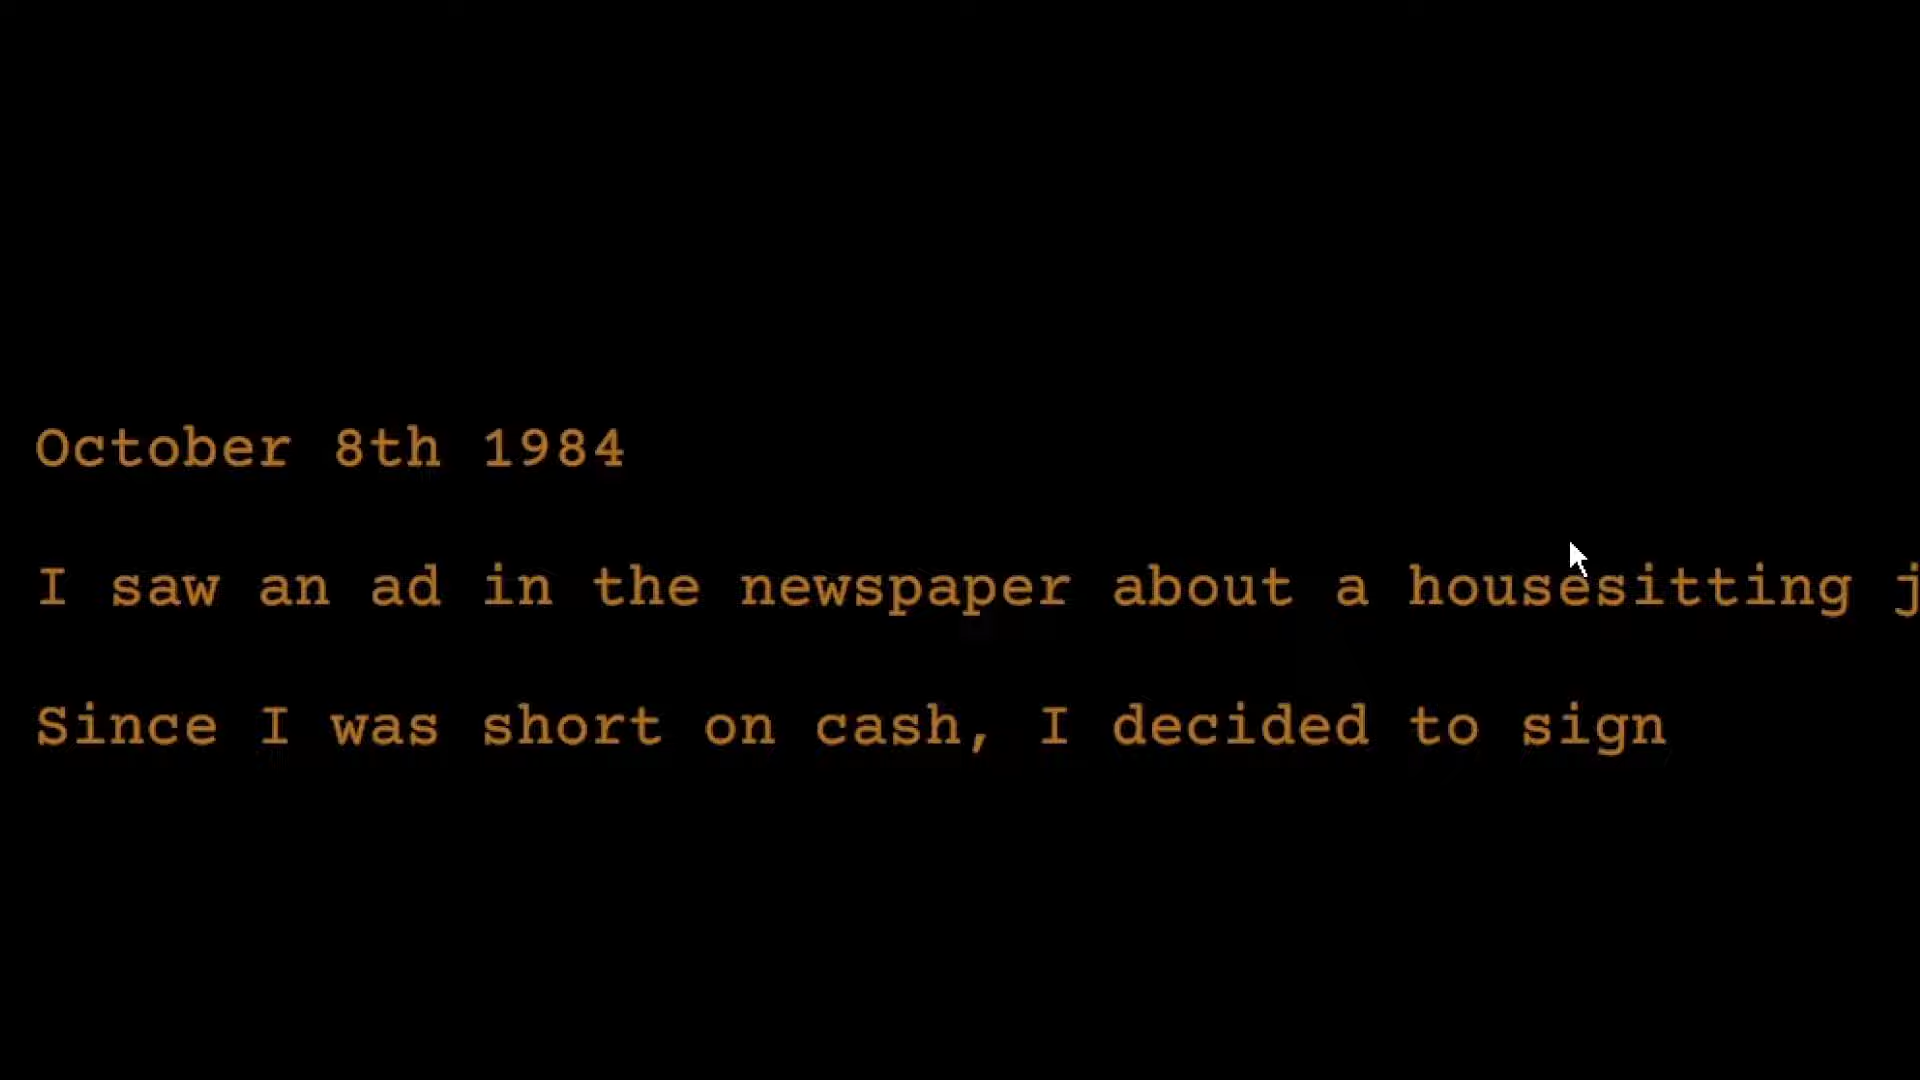 October 8th 1984
I saw an ad in the newspaper about a housesitting j
Since I was short on cash, I decided to sign